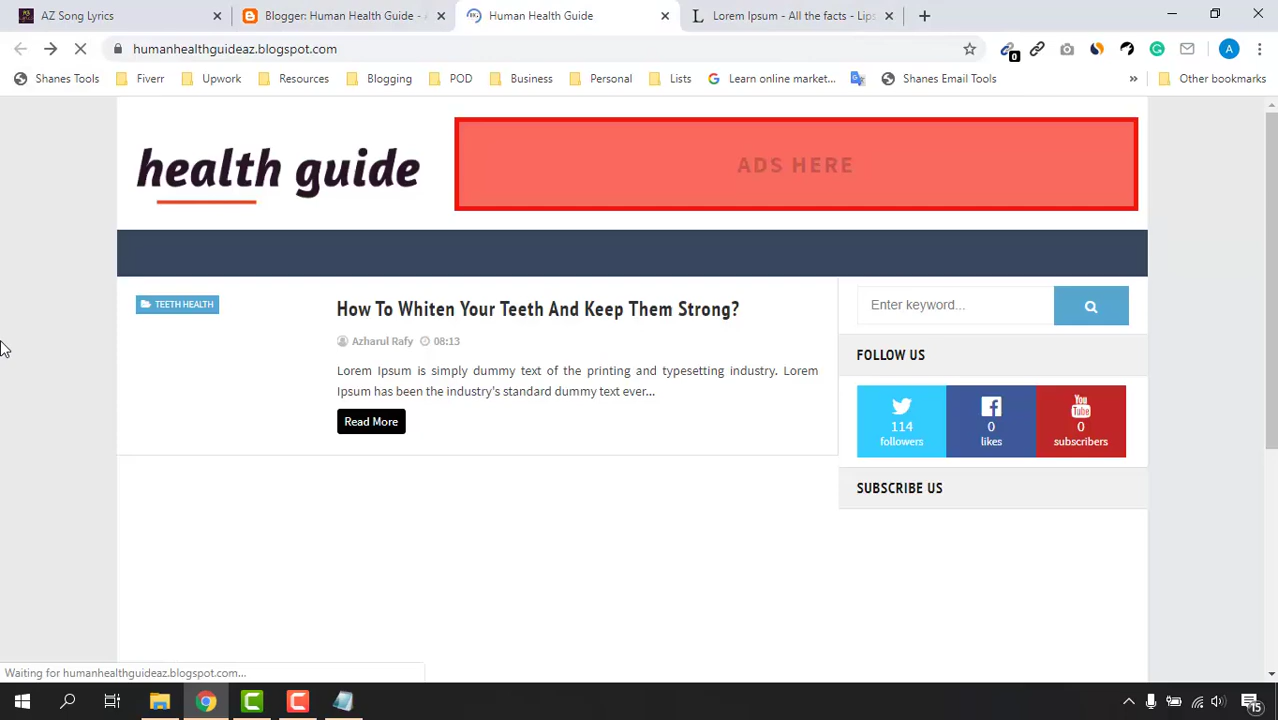 AZ Song Lyrics
Blogger: Human Health Guide -
Human Health Guide
Lorem Ipsum - All the facts - Lips
humanhealthguideaz.blogspot.com
0
A
Shanes Tools
Fiverr
Upwork
Resources
Blogging
POD
Business
Personal
Lists
Learn online market...
Shanes Email Tools
»
Other bookmarks
health guide
ADS HERE
TEETH HEALTH
How To Whiten Your Teeth And Keep Them Strong?
Azharul Rafy 08:13
Lorem Ipsum is simply dummy text of the printing and typesetting industry. Lorem
Ipsum has been the industry's standard dummy text ever...
Read More
Enter keyword...
FOLLOW US
114
followers
0
likes
You
Tube
0
subscribers
SUBSCRIBE US
Waiting for humanhealthguideaz.blogspot.com...
15